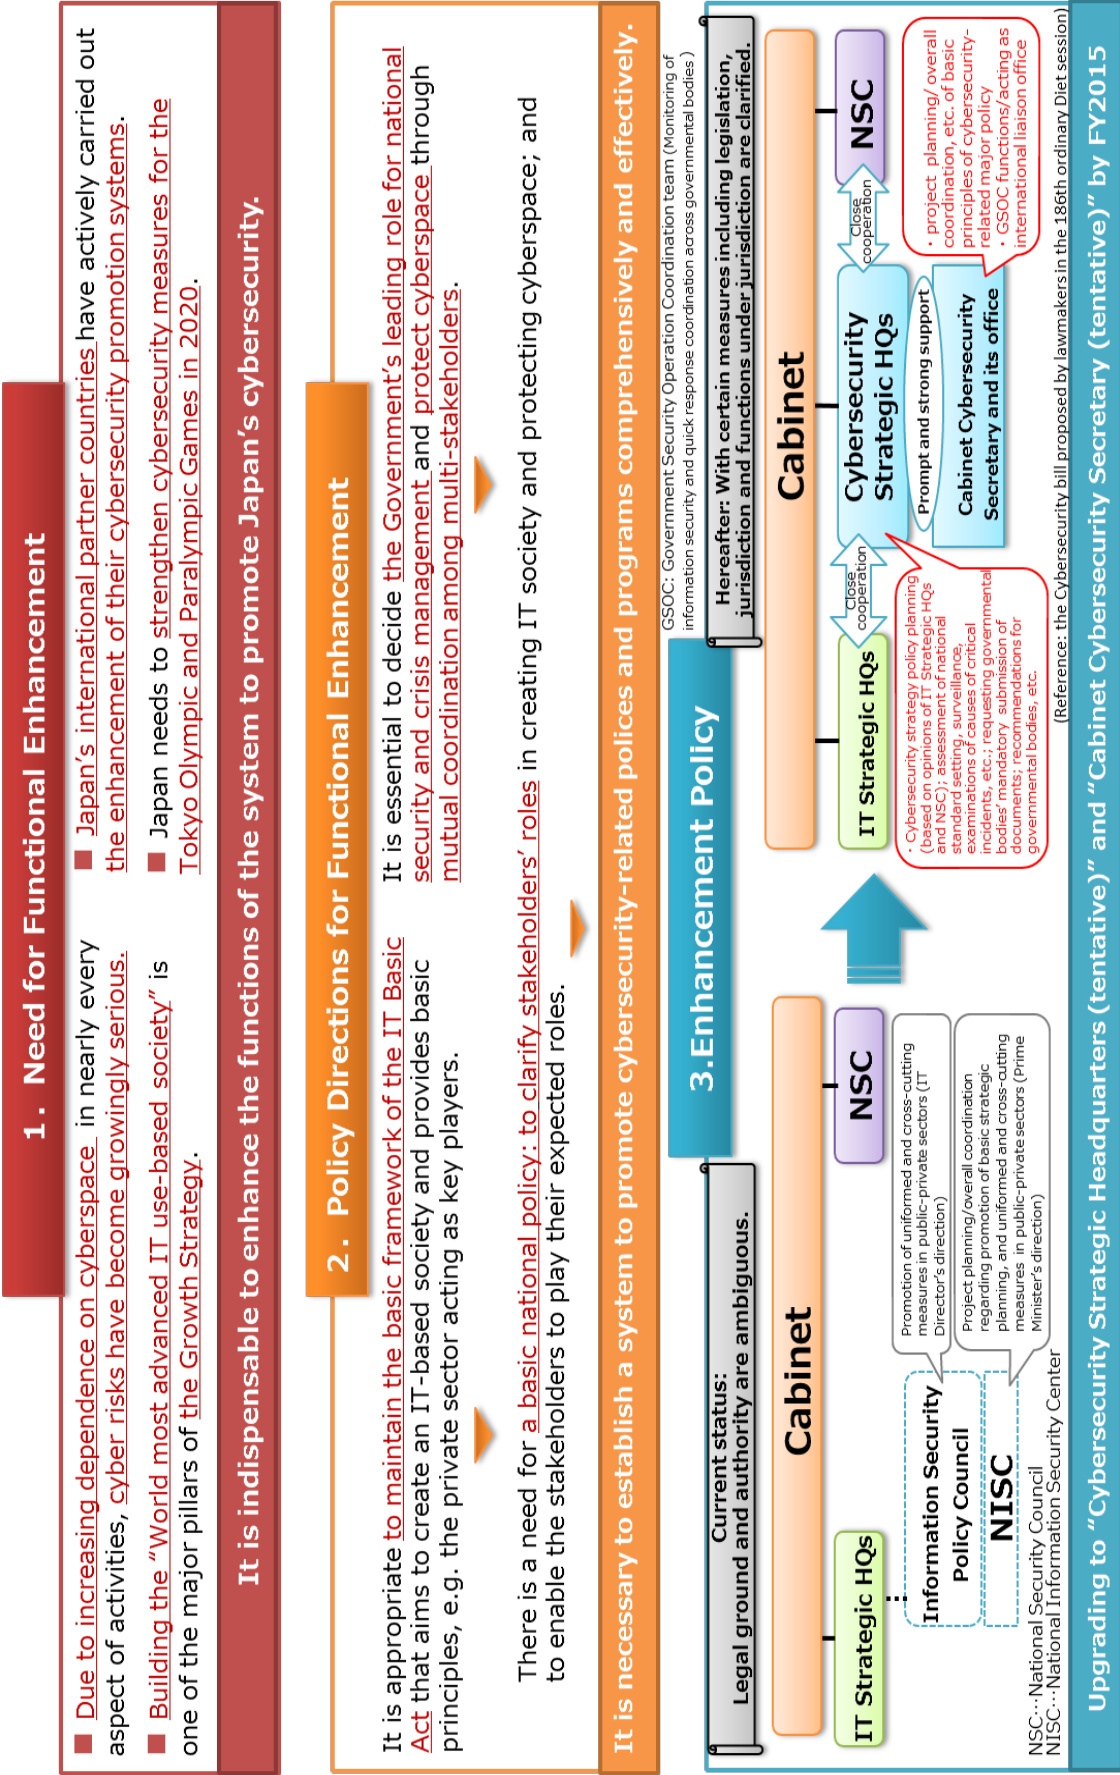 1. Need for Functional Enhancement
■ Due to increasing dependence on cyberspace in nearly every
aspect of activities, cyber risks have become growingly serious.
■ Building the “World most advanced IT use-based society” is
one of the major pillars of the Growth Strategy.
■ Japan’s international partner countries have actively carried out
the enhancement of their cybersecurity promotion systems.
■ Japan needs to strengthen cybersecurity measures for the
Tokyo Olympic and Paralympic Games in 2020.
It is indispensable to enhance the functions of the system to promote Japan’s cybersecurity.
2. Policy Directions for Functional Enhancement
It is appropriate to maintain the basic framework of the IT Basic
Act that aims to create an IT-based society and provides basic
principles, e.g. the private sector acting as key players.
It is essential to decide the Government’s leading role for national
security and crisis management and protect cyberspace through
mutual coordination among multi-stakeholders.
There is a need for a basic national policy: to clarify stakeholders’ roles in creating IT society and protecting cyberspace; and
to enable the stakeholders to play their expected roles.
It is necessary to establish a system to promote cybersecurity-related polices and programs comprehensively and effectively.
3.Enhancement Policy
GSOC: Government Security Operation Coordination team (Monitoring of
information security and quick response coordination across governmental bodies )
Current status:
Legal ground and authority are ambiguous.
Cabinet
IT Strategic HQs
NSC
Information Security
Policy Council
NISC
Promotion of uniformed and cross-cutting
measures in public-private sectors (IT
Director’s direction)
Project planning/overall coordination
regarding promotion of basic strategic
planning, and uniformed and cross-cutting
measures in public-private sectors (Prime
Minister’s direction)
NSC⋯National Security Council
NISC⋯National Information Security Center
Hereafter: With certain measures including legislation,
jurisdiction and functions under jurisdiction are clarified.
Cabinet
IT Strategic HQs
Close
cooperation
Cybersecurity
Strategic HQs
Close
cooperation
NSC
Prompt and strong support
Cabinet Cybersecurity
Secretary and its office
・Cybersecurity strategy policy planning
(based on opinions of IT Strategic HQs
and NSC); assessment of national
standard setting, surveillance,
examinations of causes of critical
incidents, etc.; requesting governmental
bodies’ mandatory submission of
documents; recommendations for
governmental bodies, etc.
・project planning/ overall
coordination, etc. of basic
principles of cybersecurity-
related major policy
・GSOC functions/acting as
international liaison office
(Reference: the Cybersecurity bill proposed by lawmakers in the 186th ordinary Diet session)
Upgrading to “Cybersecurity Strategic Headquarters (tentative)” and “Cabinet Cybersecurity Secretary (tentative)” by FY2015